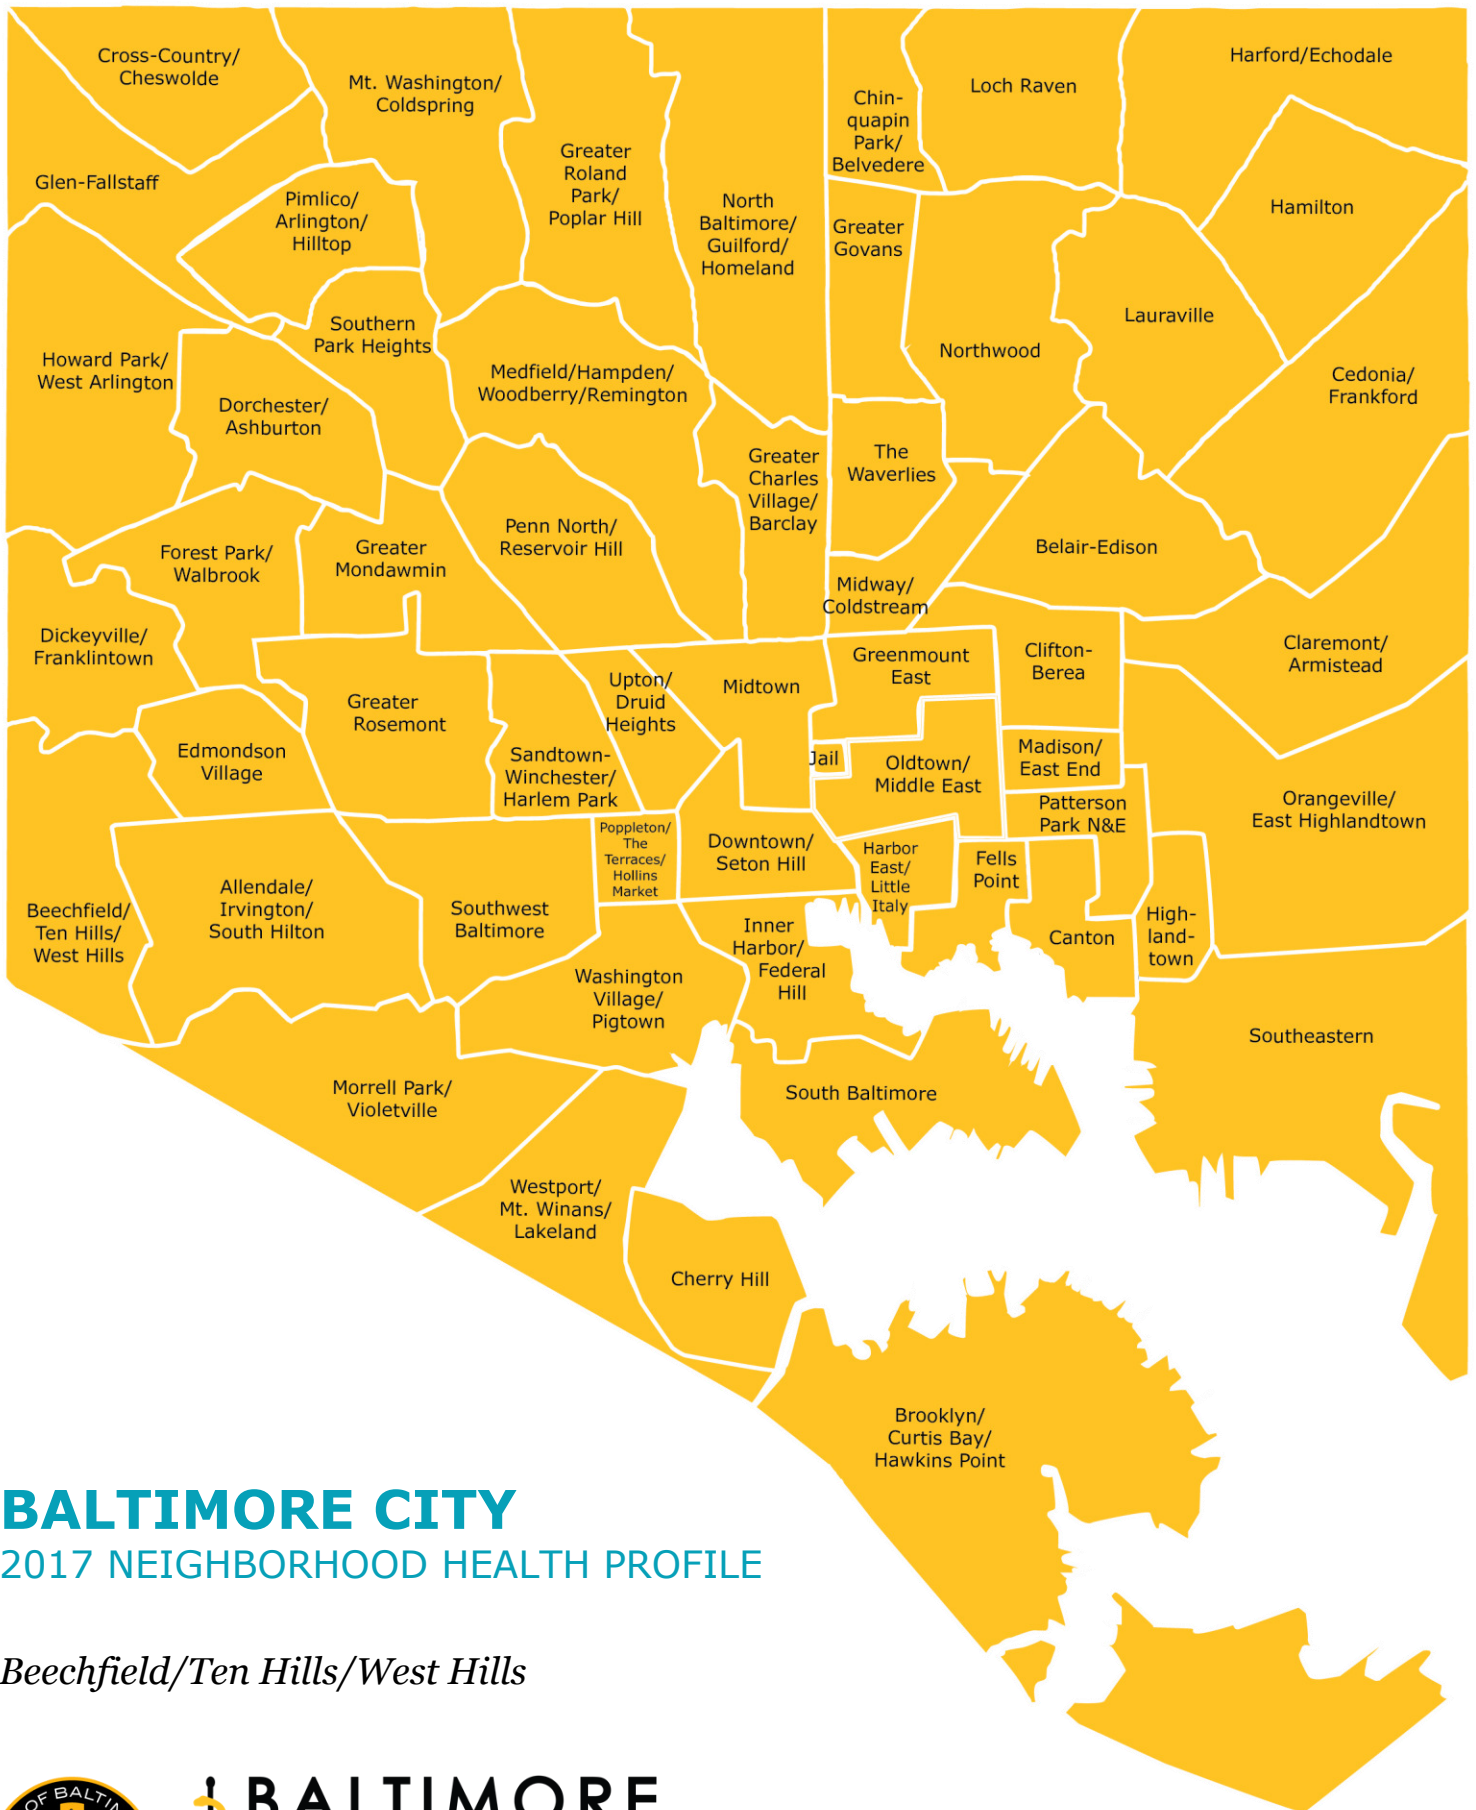 Cross-Country/
Cheswolde
Mt. Washington/
Coldspring
Greater
Roland
Park/
Poplar Hill
North
Baltimore/
Guilford/
Homeland
Chin-
quapin
Park/
Belvedere
Loch Raven
Harford/Echodale
Glen-Fallstaff
Pimlico/
Arlington/
Hilltop
Greater
Govans
Hamilton
Southern
Park Heights
Northwood
Lauraville
Howard Park/
West Arlington
Medfield/Hampden/
Woodberry/Remington
Cedonia/
Frankford
Dorchester/
Ashburton
Greater
Charles
Village/
Barclay
The
Waverlies
Forest Park/
Walbrook
Greater
Mondawmin
Penn North/
Reservoir Hill
Midway/
Coldstream
Belair-Edison
Dickeyville/
Franklintown
Greater
Rosemont
Upton/
Druid
Heights
Midtown
Greenmount
East
Clifton-
Berea
Claremont/
Armistead
Edmondson
Village
Sandtown-
Winchester/
Harlem Park
Jail
Oldtown/
Middle East
Madison/
East End
Patterson
Park N&E
Orangeville/
East Highlandtown
Poppleton/
The
Terraces/
Hollins
Market
Downtown/
Seton Hill
Harbor
East/
Little
Italy
Fells
Point
Beechfield/
Ten Hills/
West Hills
Allendale/
Irvington/
South Hilton
Southwest
Baltimore
Inner
Harbor/
Federal
Hill
Canton
High-
land-
town
Washington
Village/
Pigtown
Southeastern
Morrell Park/
Violetville
South Baltimore
Westport/
Mt. Winans/
Lakeland
Cherry Hill
Brooklyn/
Curtis Bay/
Hawkins Point
BALTIMORE CITY
2017 NEIGHBORHOOD HEALTH PROFILE
Beechfield/Ten Hills/West Hills
BALTIMORE